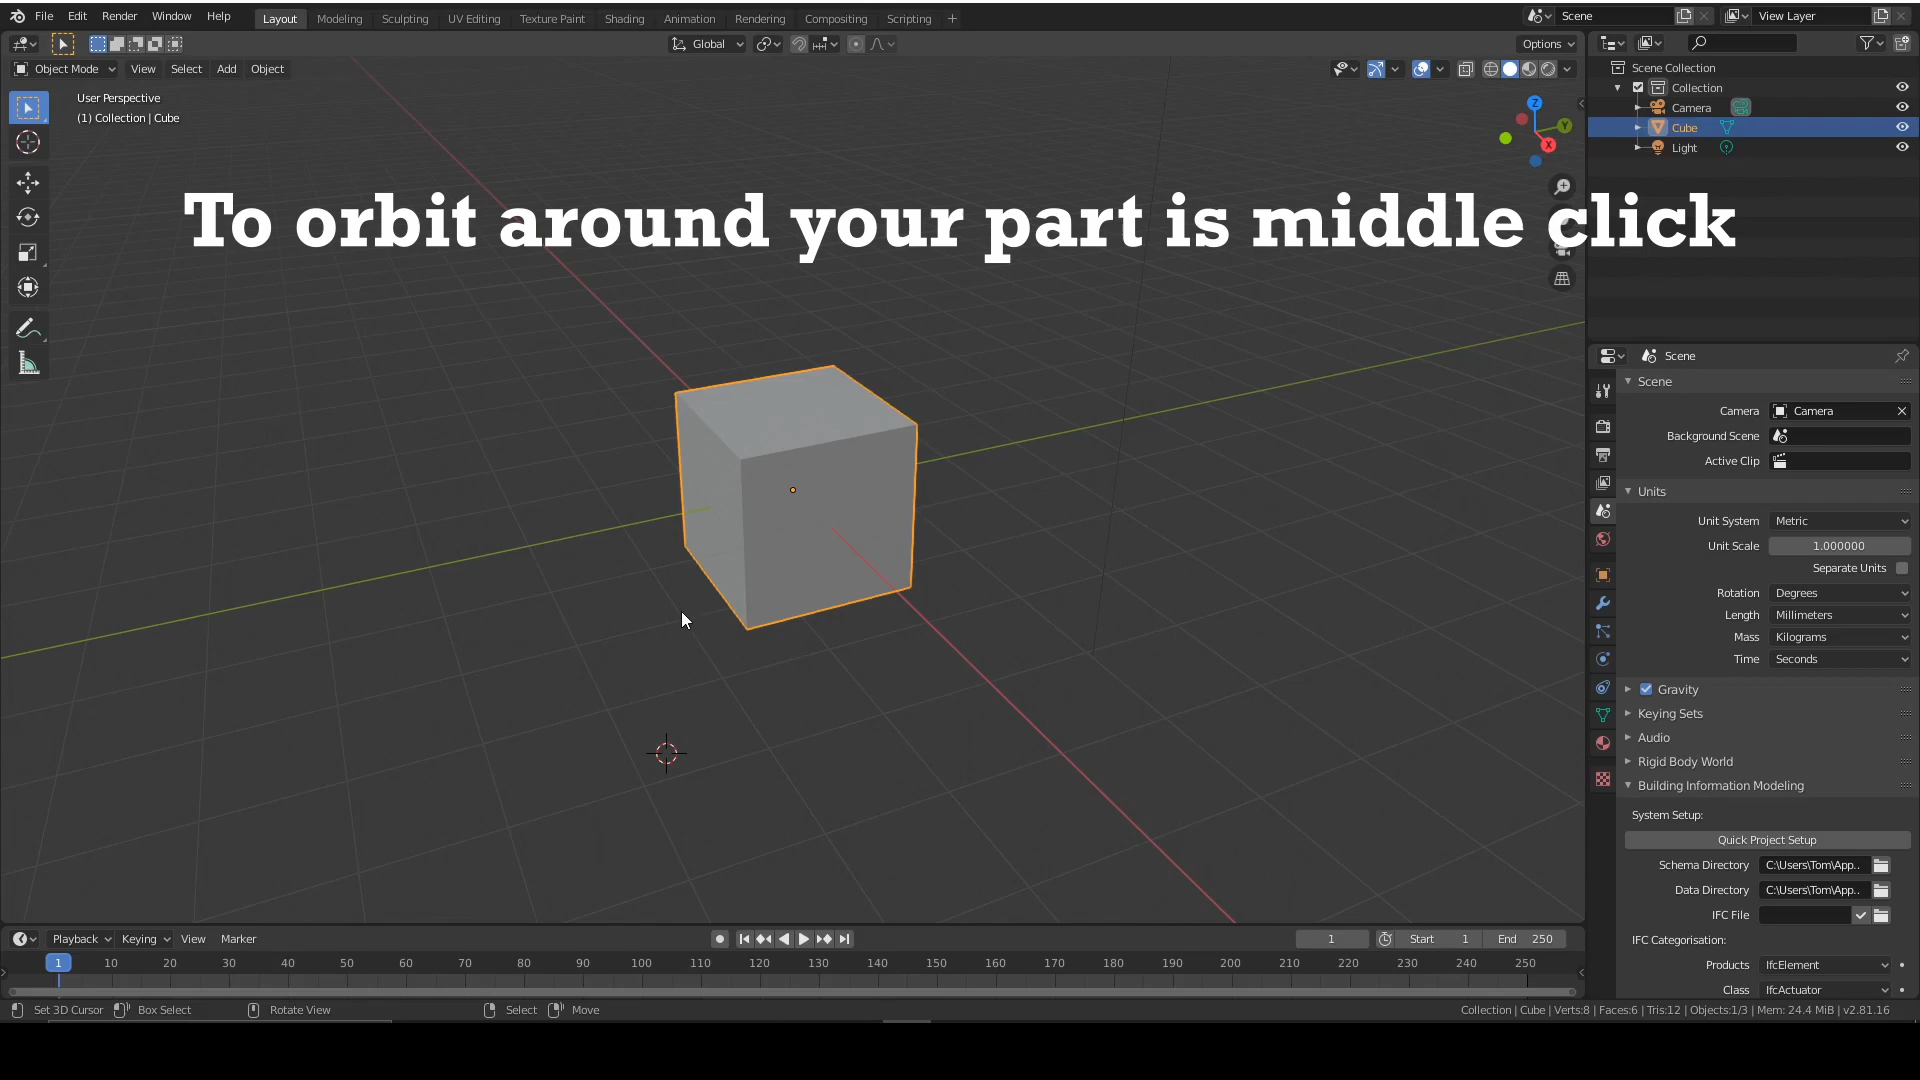 File Edit Render Window Help Layout Modeling Sculpting UV Editing Texture Paint Shading Animation Rendering Compositing Scripting + Scene View Layer
Global Options
Object Mode View Select Add Object
User Perspective
(1) Collection | Cube
Z
Y
X
To orbit around your part is middle click
Scene Collection
Collection
Camera
Cube
Light
Scene
Scene
Camera Camera
Background Scene
Active Clip
Units
Unit System Metric
Unit Scale 1.000000
Separate Units
Rotation Degrees
Length Millimeters
Mass Kilograms
Time Seconds
Gravity
Keying Sets
Audio
Rigid Body World
Building Information Modeling
System Setup:
Quick Project Setup
Schema Directory C:\Users\Tom\App..
Data Directory C:\Users\Tom\App..
IFC File
IFC Categorisation:
Products IfcElement
Class IfcActuator
Playback Keying View Marker 1 Start 1 End 250
1 10 20 30 40 50 60 70 80 90 100 110 120 130 140 150 160 170 180 190 200 210 220 230 240 250
Set 3D Cursor Box Select Rotate View Select Move Collection | Cube | Verts:8 | Faces:6 | Tris:12 | Objects:1/3 | Mem: 24.4 MiB | v2.81.16